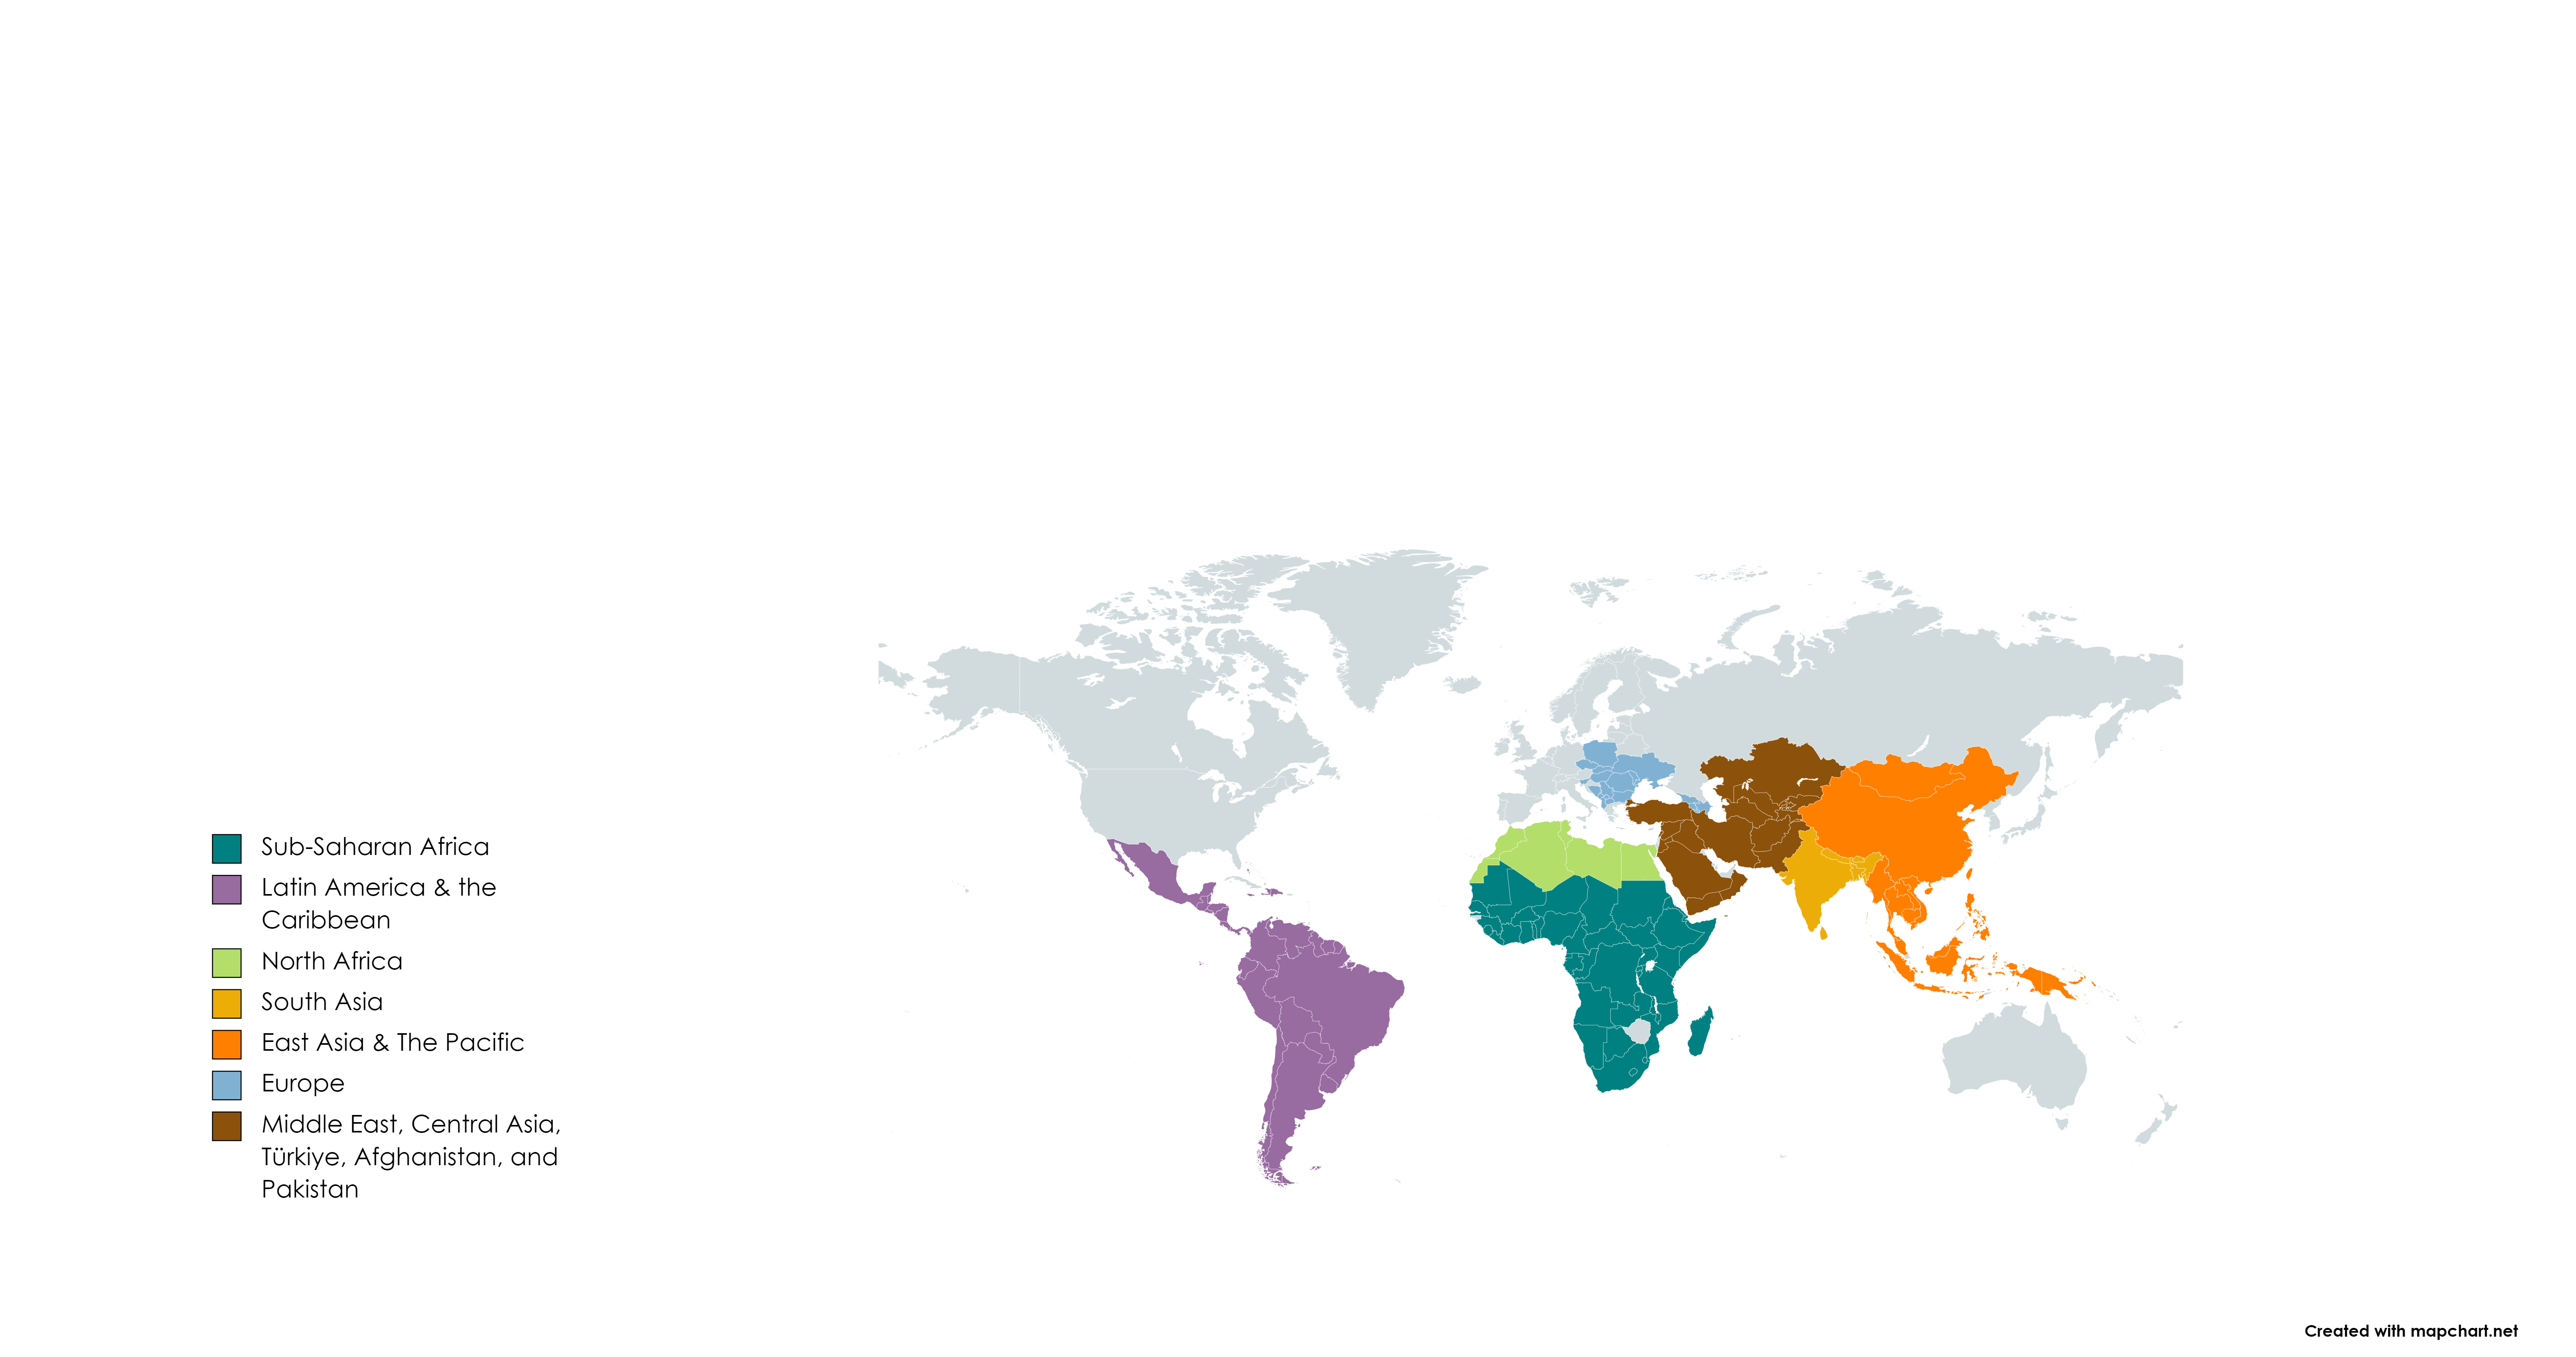 Sub-Saharan Africa
Latin America & the
Caribbean
North Africa
South Asia
East Asia & The Pacific
Europe
Middle East, Central Asia,
Türkiye, Afghanistan, and
Pakistan
Created with mapchart.net